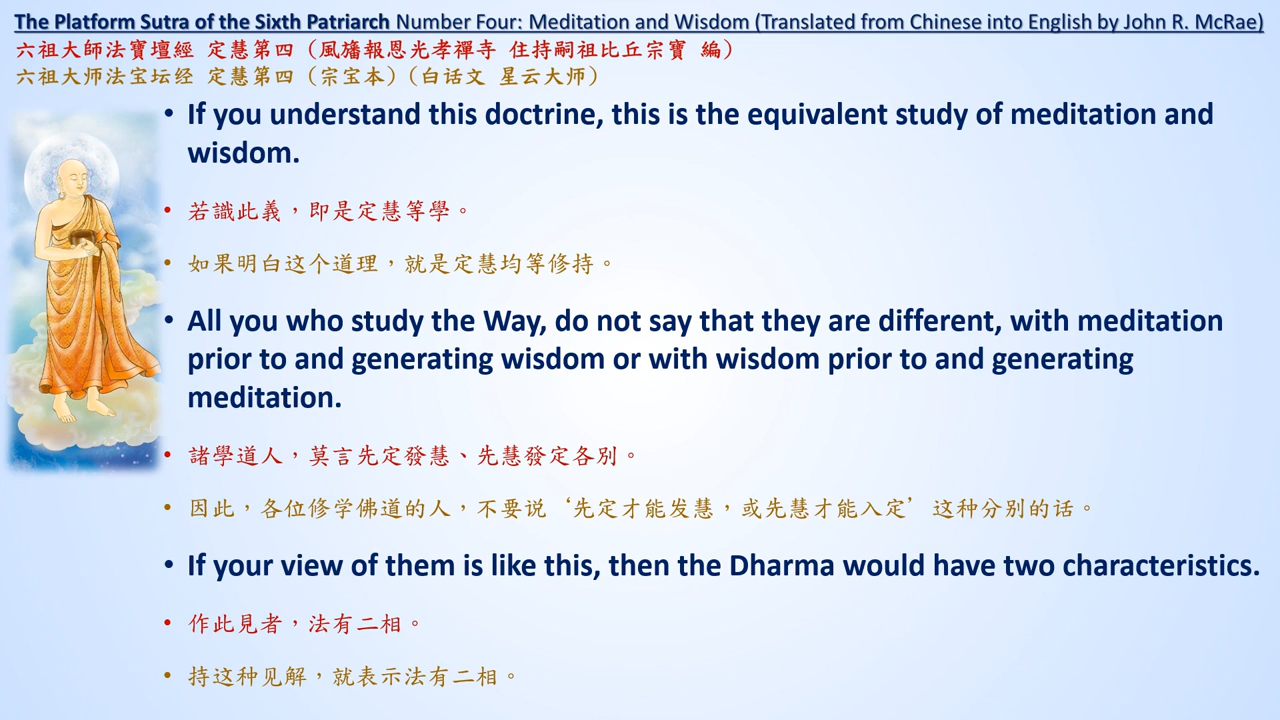 The Platform Sutra of the Sixth Patriarch Number Four: Meditation and Wisdom (Translated from Chinese into English by John R. McRae)
六祖大師法寶壇經 定慧第四 (風旛報恩光孝禪寺 住持嗣祖比丘宗寶 編)
六祖大师法宝坛经 定慧第四 (宗宝本) (白话文 星云大师)
• If you understand this doctrine, this is the equivalent study of meditation and
wisdom.
• 若識此義，即是定慧等學。
• 如果明白这个道理，就是定慧均等修持。
• All you who study the Way, do not say that they are different, with meditation
prior to and generating wisdom or with wisdom prior to and generating
meditation.
• 諸學道人，莫言先定發慧、先慧發定各別。
• 因此，各位修学佛道的人，不要说‘先定才能发慧，或先慧才能入定’这种分别的话。
• If your view of them is like this, then the Dharma would have two characteristics.
• 作此見者，法有二相。
• 持这种见解，就表示法有二相。